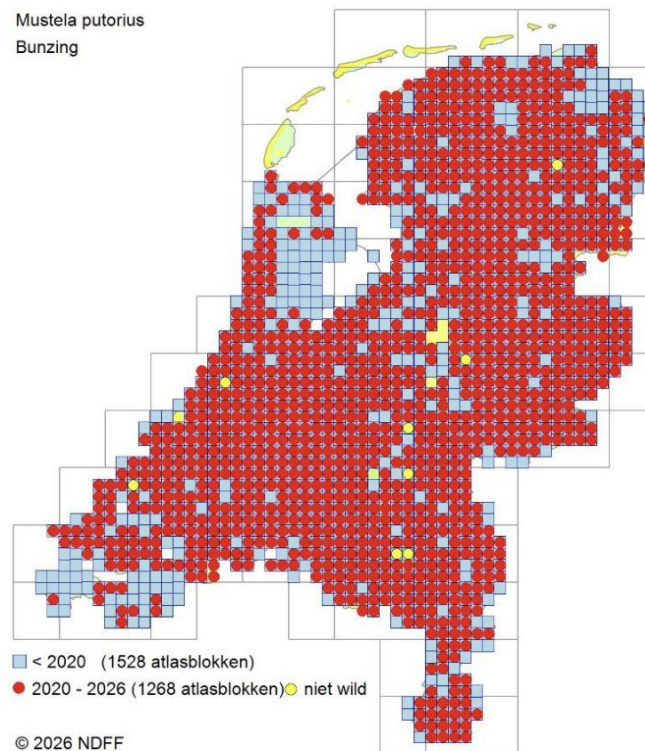 Mustela putorius
Bunzing
< 2020 (1528 atlasblokken)
2020 - 2026 (1268 atlasblokken) niet wild
© 2026 NDFF